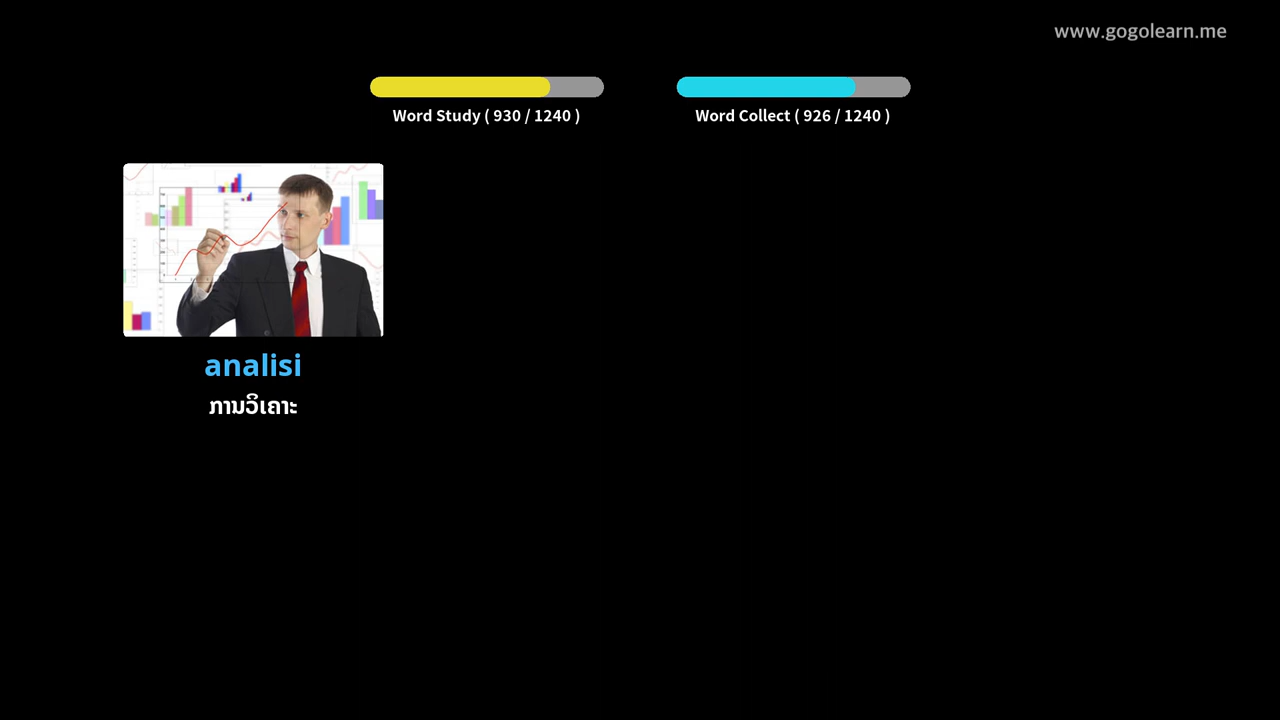 www.gogolearn.me
Word Study ( 930 / 1240 )
Word Collect ( 926 / 1240 )
analisi
ການວິເຄາະ